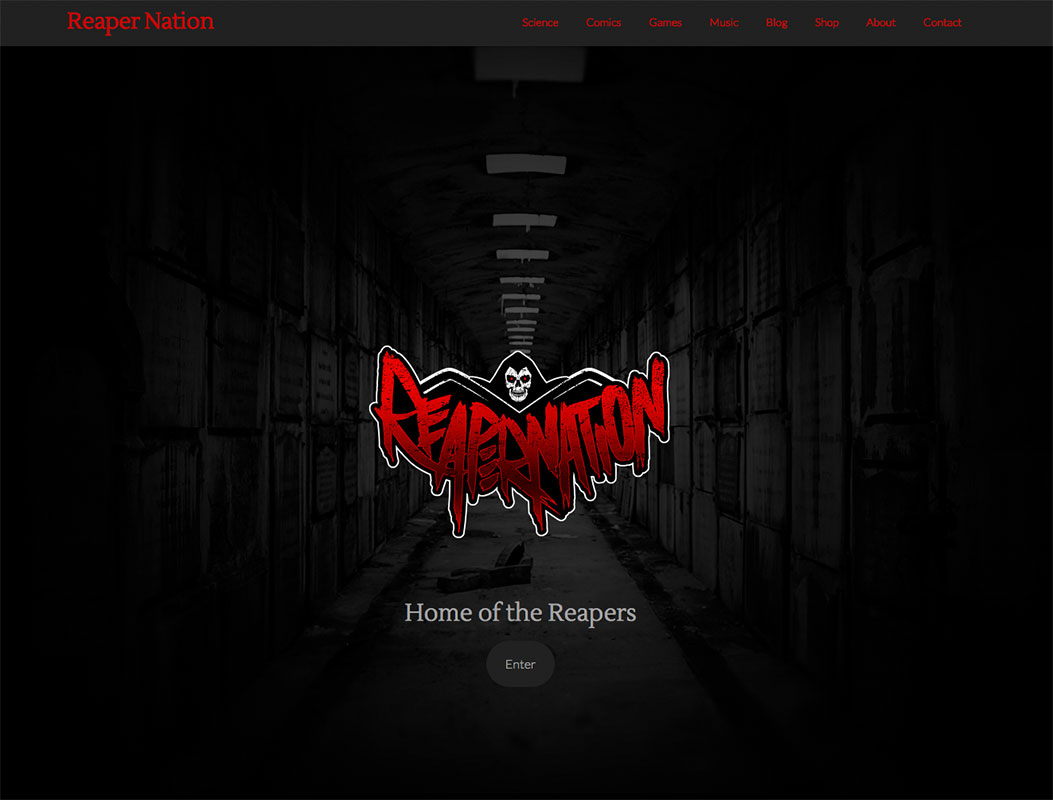 Reaper Nation
Science Comics Games Music Blog Shop About Contact
REAPERNATION
Home of the Reapers
Enter